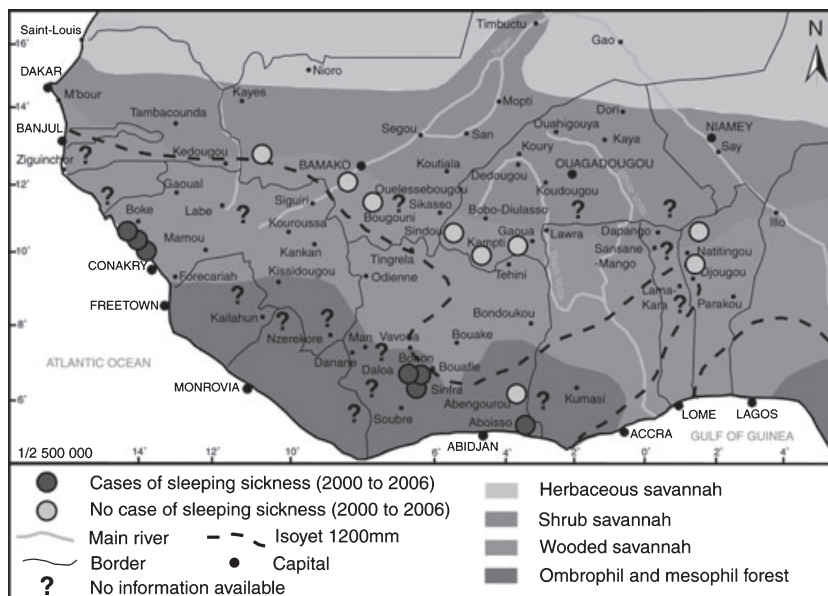 Saint-Louis
Timbuctu
N
16˚
Gao
Niger
Nioro
DAKAR
M'bour
Kayes
14˚
Tambacounda
Mopti
Dori
Ouahigouya
NIAMEY
BANJUL
Segou
San
Kaya
Say
Ziguinchor
?
Kedougou
BAMAKO
Koutiala
Koury
OUAGADOUGOU
12˚
Gaoual
Ouelessebougou
Dedougou
Koudougou
?
Boke
Labe
?
Siguiri
Bougouni
?
Sikasso
Bobo-Diulasso
?
?
Illo
Kouroussa
Sindou
Gaoua
Lawra
Dapango
10˚
Mamou
Kankan
Kampti
Sansane
-Mango
?
Natitingou
CONAKRY
Forecariah
Kissidougou
Tingrela
Odienne
Tehini
Djougou
Lama-
Kara
?
Parakou
FREETOWN
?
8˚
Kailahun
?
?
Nzerekore
Man
Vavoua
Bouake
Bondoukou
ATLANTIC OCEAN
Danane
?
Daloa
Bonon
Bouafle
MONROVIA
?
Sinfra
Abengourou
?
Kumasi
6˚
?
Soubre
Aboisso
LOME
LAGOS
ABIDJAN
ACCRA
GULF OF GUINEA
1/2 500 000
14˚
12˚
10˚
8˚
6˚
4˚
2˚
0˚
2˚
4˚
Cases of sleeping sickness (2000 to 2006)
No case of sleeping sickness (2000 to 2006)
Main river
Isoyet 1200mm
Border
Capital
?
No information available
Herbaceous savannah
Shrub savannah
Wooded savannah
Ombrophil and mesophil forest